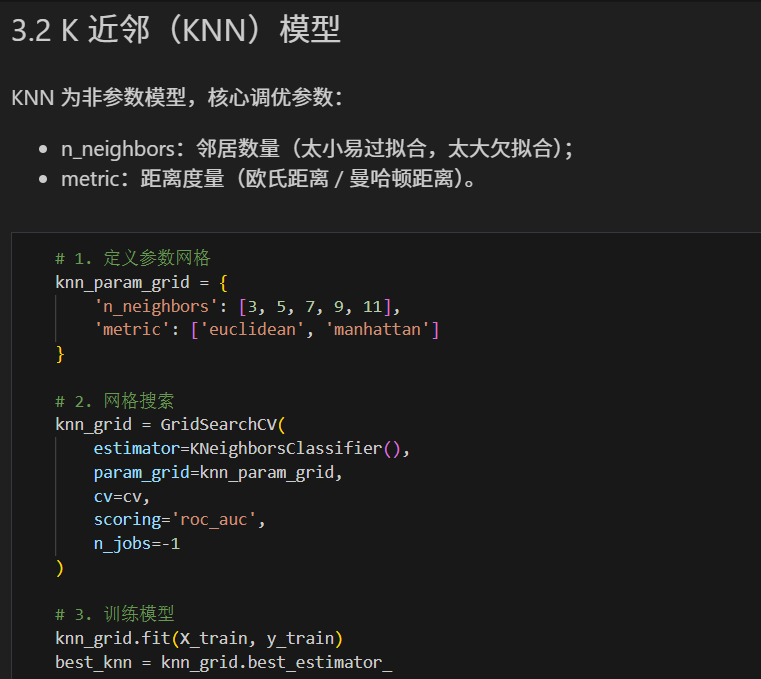 3.2 K 近邻（KNN）模型
KNN 为非参数模型，核心调优参数：
• n_neighbors：邻居数量（太小易过拟合，太大欠拟合）；
• metric：距离度量（欧氏距离 / 曼哈顿距离）。
# 1. 定义参数网格
knn_param_grid = {
    'n_neighbors': [3, 5, 7, 9, 11],
    'metric': ['euclidean', 'manhattan']
}
# 2. 网格搜索
knn_grid = GridSearchCV(
    estimator=KNeighborsClassifier(),
    param_grid=knn_param_grid,
    cv=cv,
    scoring='roc_auc',
    n_jobs=-1
)
# 3. 训练模型
knn_grid.fit(X_train, y_train)
best_knn = knn_grid.best_estimator_